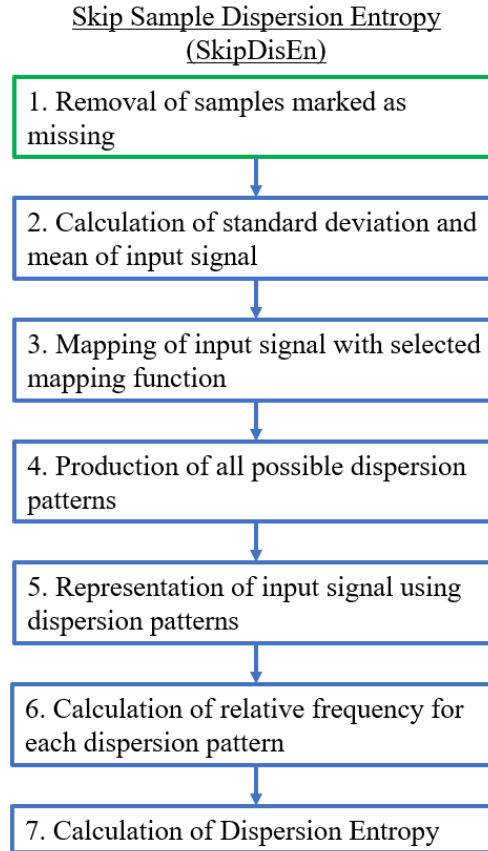 Skip Sample Dispersion Entropy
(SkipDisEn)
1. Removal of samples marked as
missing
2. Calculation of standard deviation and
mean of input signal
3. Mapping of input signal with selected
mapping function
4. Production of all possible dispersion
patterns
5. Representation of input signal using
dispersion patterns
6. Calculation of relative frequency for
each dispersion pattern
7. Calculation of Dispersion Entropy